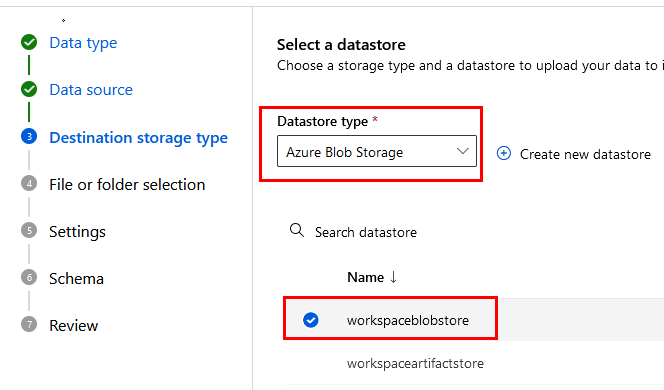 Data type
Data source
3 Destination storage type
4 File or folder selection
5 Settings
6 Schema
7 Review
Select a datastore
Choose a storage type and a datastore to upload your data to i
Datastore type *
Azure Blob Storage
Create new datastore
Search datastore
Name ↓
workspaceblobstore
workspaceartifactstore